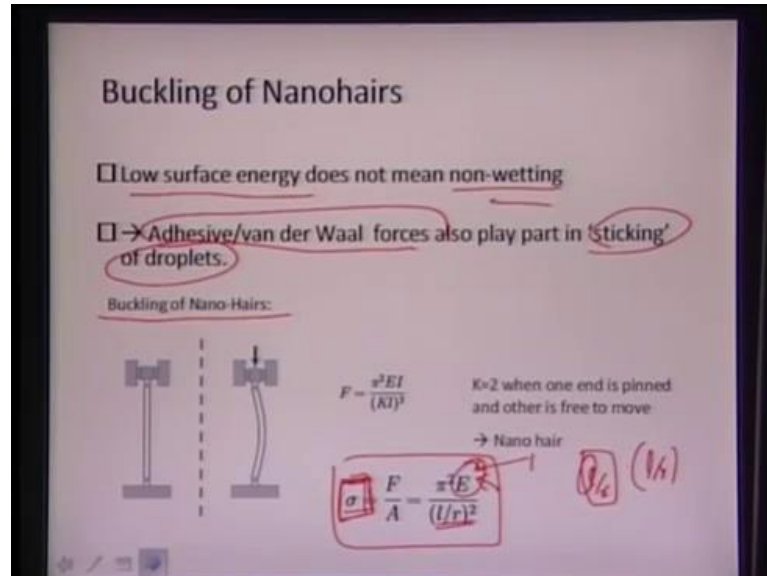 Buckling of Nanohairs
□ Low surface energy does not mean non-wetting
□ → Adhesive/van der Waal forces also play part in 'sticking'
of droplets.
Buckling of Nano-Hairs:
F = π²EI/(Kl)²
K=2 when one end is pinned
and other is free to move
→ Nano hair
σ = F/A = π²E/(l/r)²
(l/r)